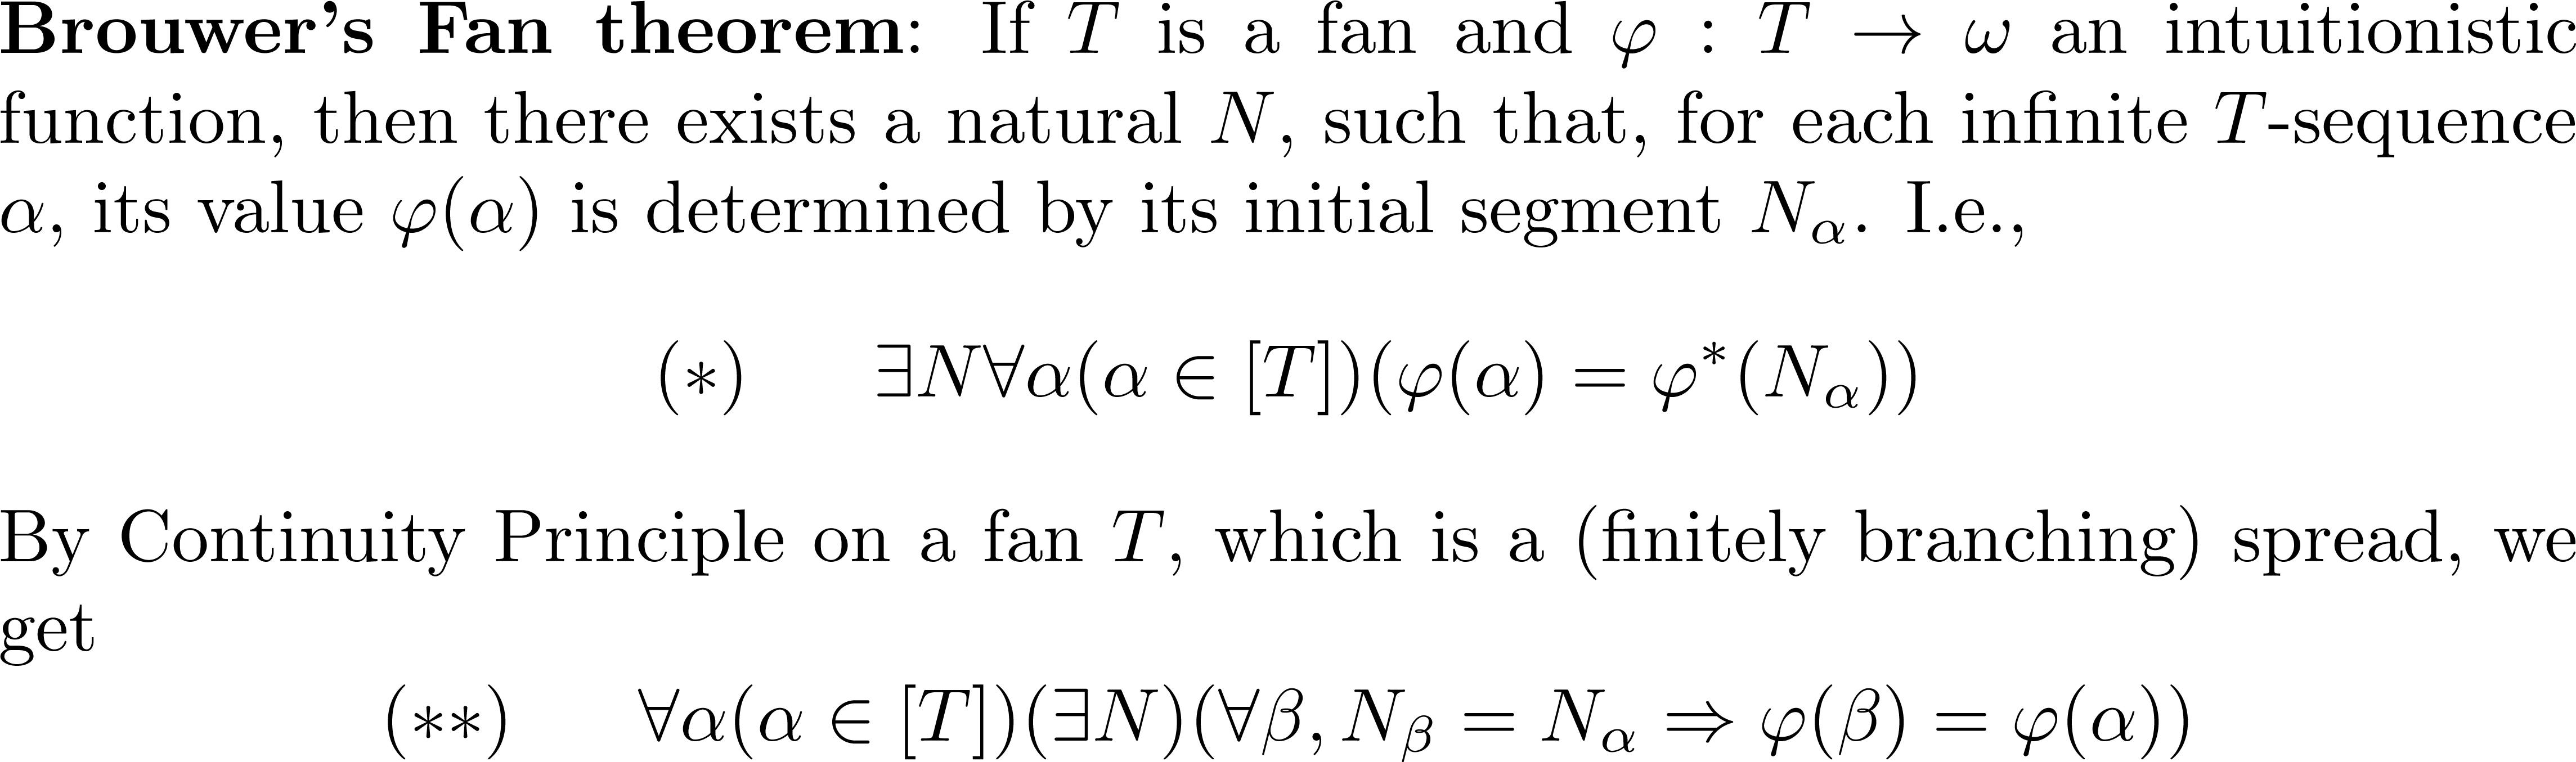 Brouwer's Fan theorem: If T is a fan and φ : T → ω an intuitionistic
function, then there exists a natural N, such that, for each infinite T-sequence
α, its value φ(α) is determined by its initial segment N_α. I.e.,
(∗) ∃N∀α(α ∈ [T])(φ(α) = φ*(N_α))
By Continuity Principle on a fan T, which is a (finitely branching) spread, we
get
(∗∗) ∀α(α ∈ [T])(∃N)(∀β, N_β = N_α ⇒ φ(β) = φ(α))